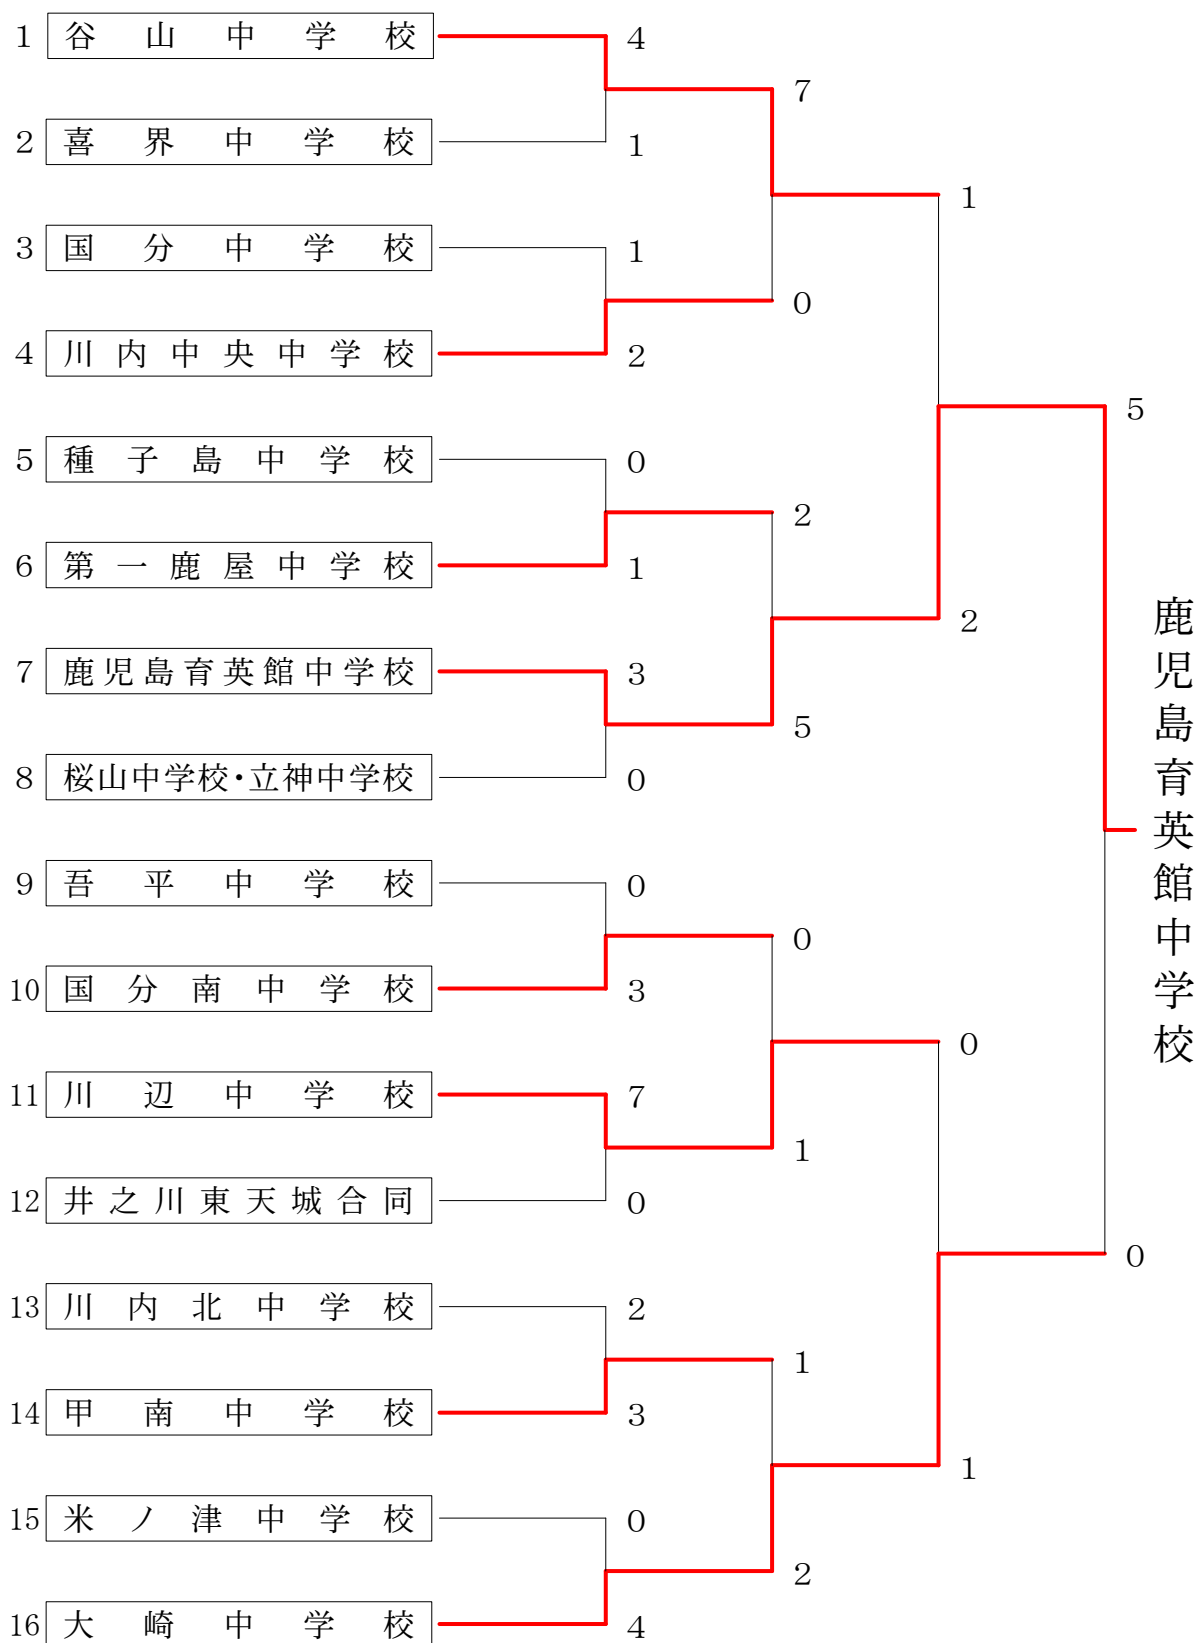 1 谷山中学校 4
7
2 喜界中学校 1
1
3 国分中学校 1
0
4 川内中央中学校 2
5
5 種子島中学校 0
2
6 第一鹿屋中学校 1
2
7 鹿児島育英館中学校 3
5
8 桜山中学校・立神中学校 0
鹿児島育英館中学校
9 吾平中学校 0
0
10 国分南中学校 3
0
11 川辺中学校 7
1
12 井之川東天城合同 0
0
13 川内北中学校 2
1
14 甲南中学校 3
1
15 米ノ津中学校 0
2
16 大崎中学校 4